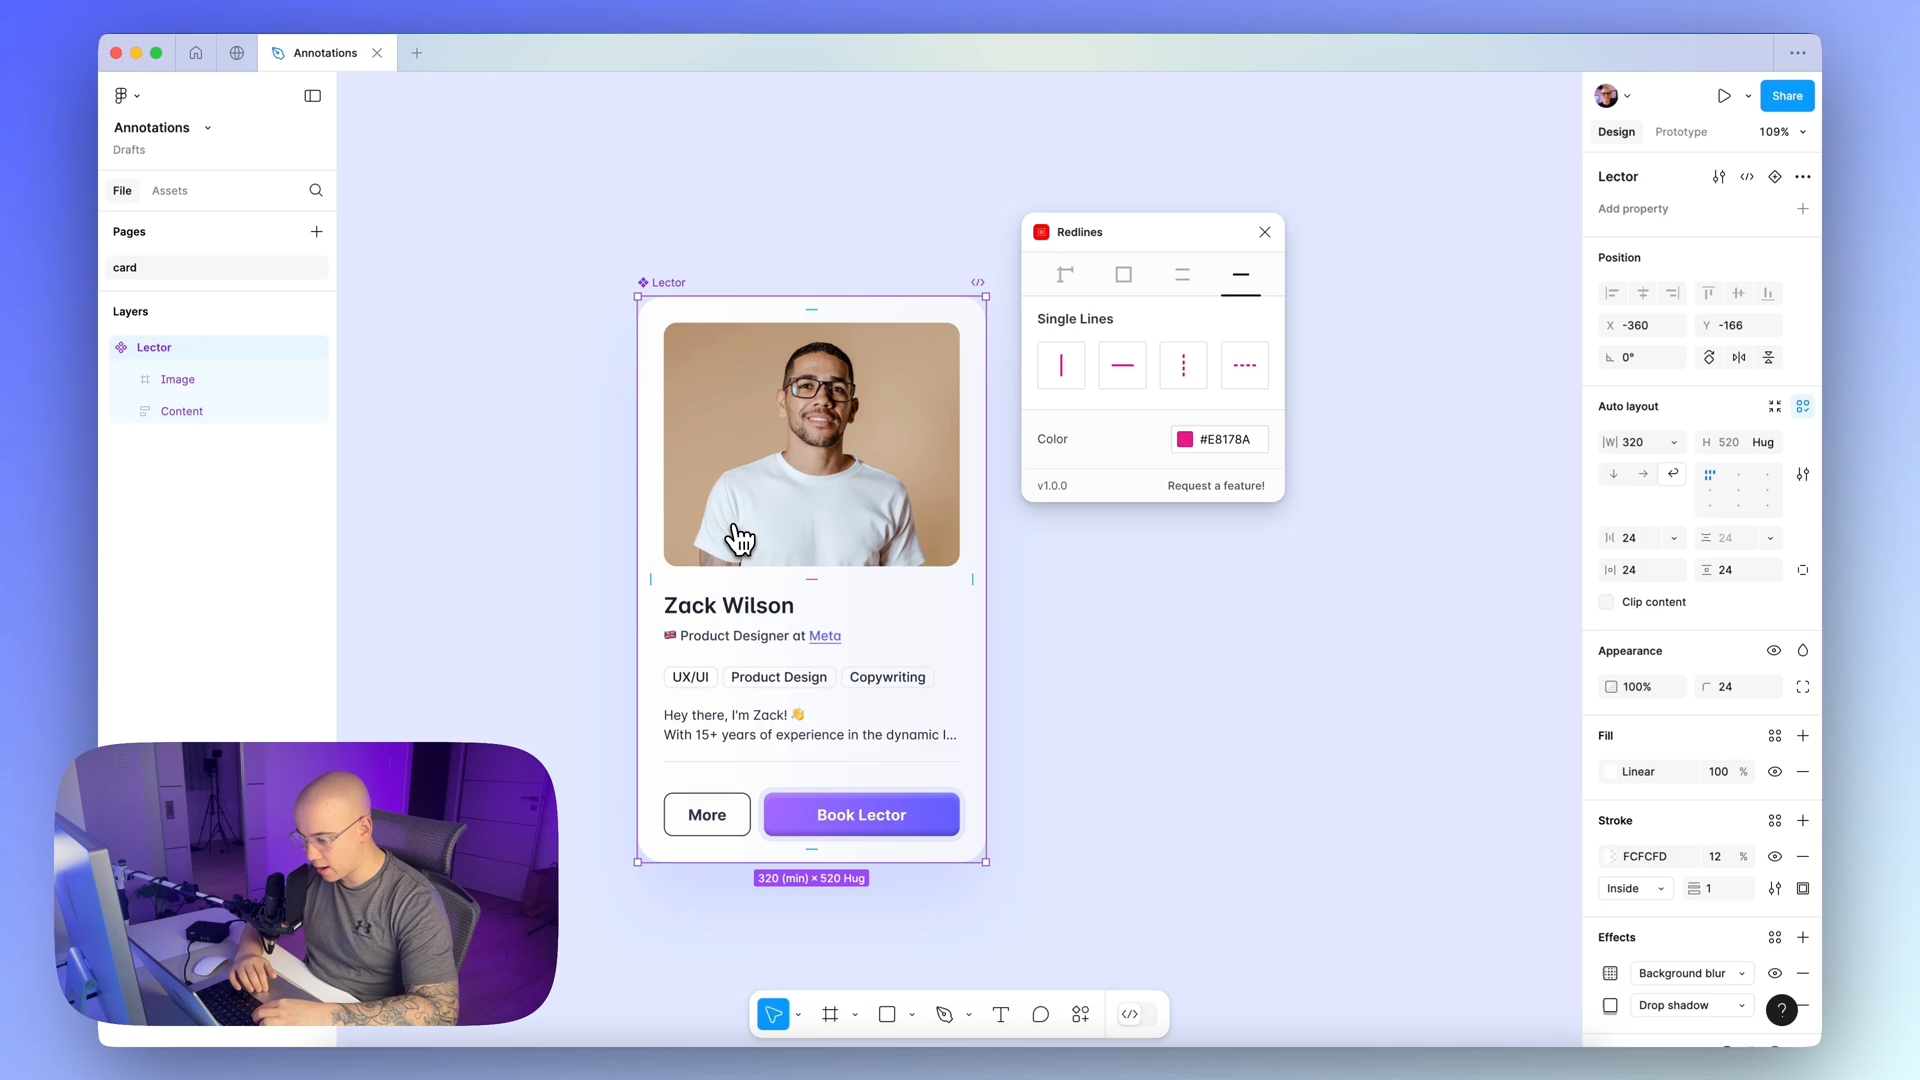 Annotations
Annotations
Drafts
File
Assets
Pages
card
Layers
Lector
Image
Content
Lector
Zack Wilson
🇬🇧 Product Designer at Meta
UX/UI
Product Design
Copywriting
Hey there, I'm Zack! 👋
With 15+ years of experience in the dynamic l...
More
Book Lector
320 (min) × 520 Hug
Redlines
Single Lines
Color
#E8178A
v1.0.0
Request a feature!
Share
Design
Prototype
109%
Lector
Add property
Position
X -360
Y -166
0°
Auto layout
W 320
H 520 Hug
24
24
24
24
Clip content
Appearance
100%
24
Fill
Linear 100 %
Stroke
FCFCFD 12 %
Inside
1
Effects
Background blur
Drop shadow
?